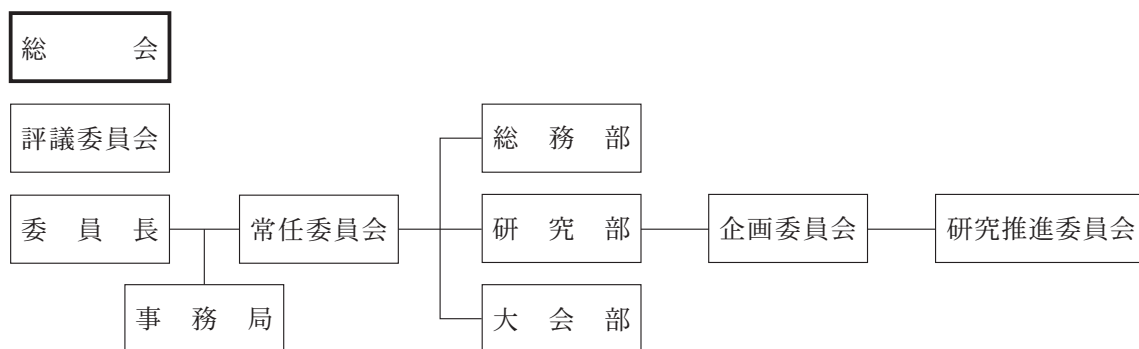 総会
評議委員会
総務部
委員長
常任委員会
研究部
企画委員会
研究推進委員会
事務局
大会部